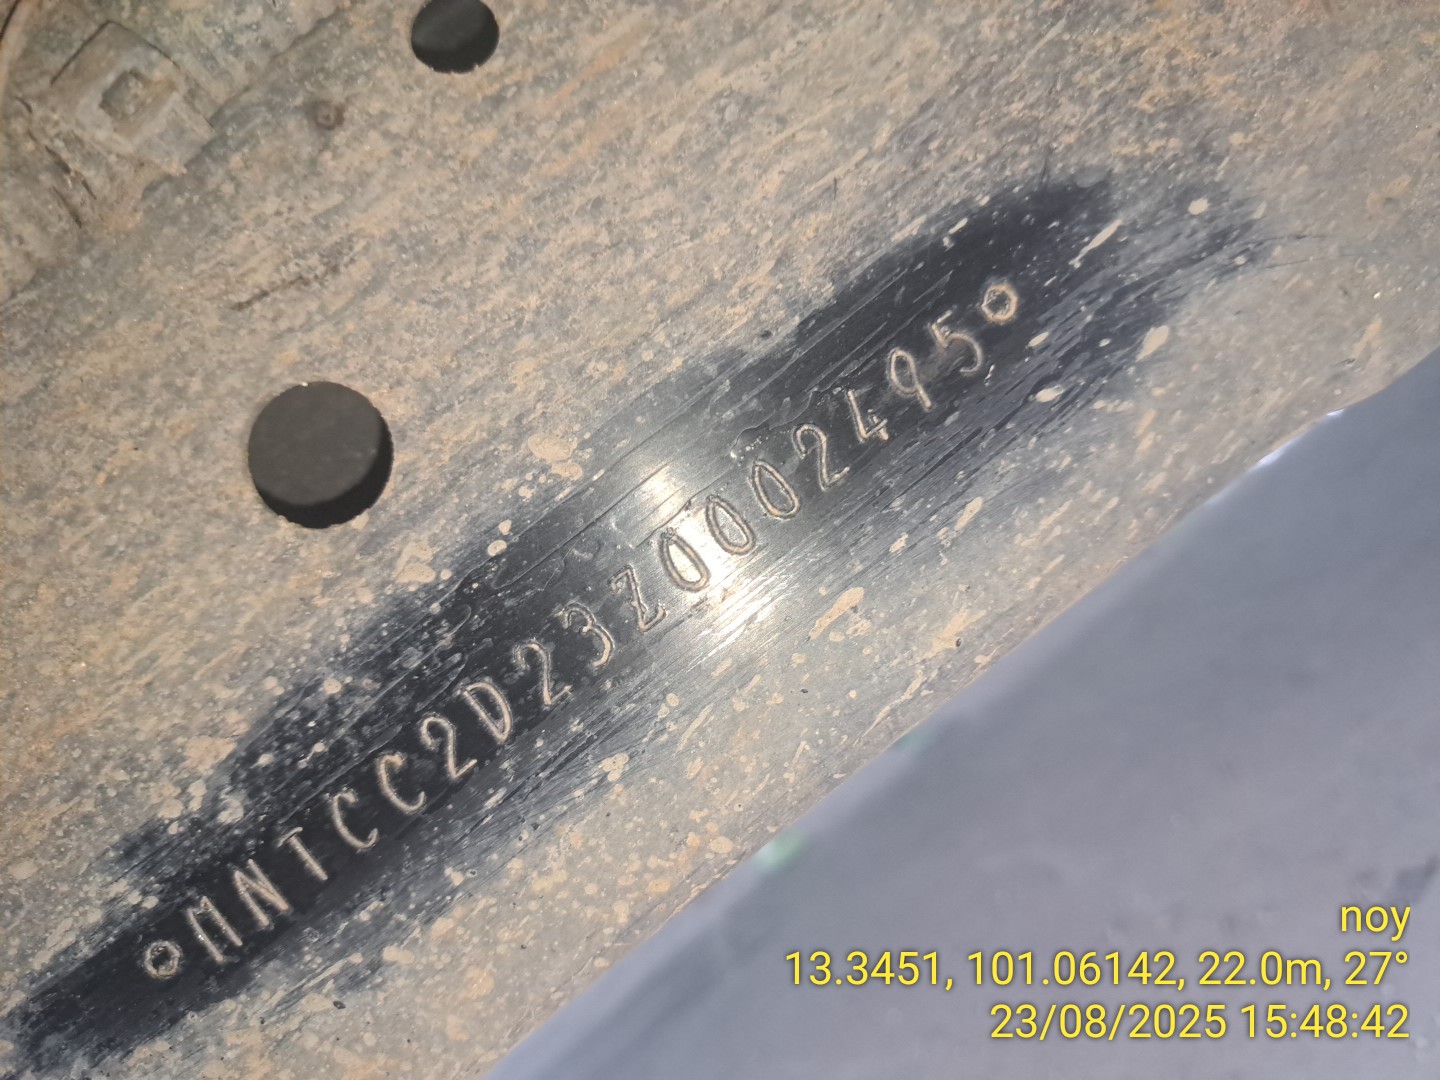 MNTCC2D23Z0002495
noy
13.3451, 101.06142, 22.0m, 27°
23/08/2025 15:48:42